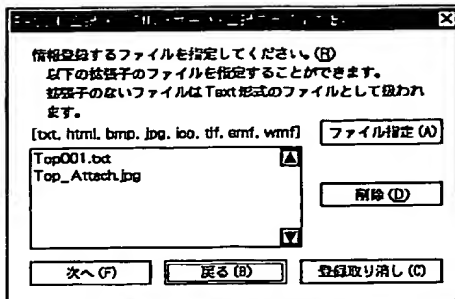 情報登録するファイルを指定してください。(R)
以下の拡張子のファイルを指定することができます。
拡張子のないファイルはText形式のファイルとして扱われ
ます。
[txt, html, bmp, jpg, ico, tff, emf, wmf]
ファイル指定(A)
Top001.txt
Top_Attach.jpg
削除(D)
次へ(F)
戻る(B)
登録取り消し(C)